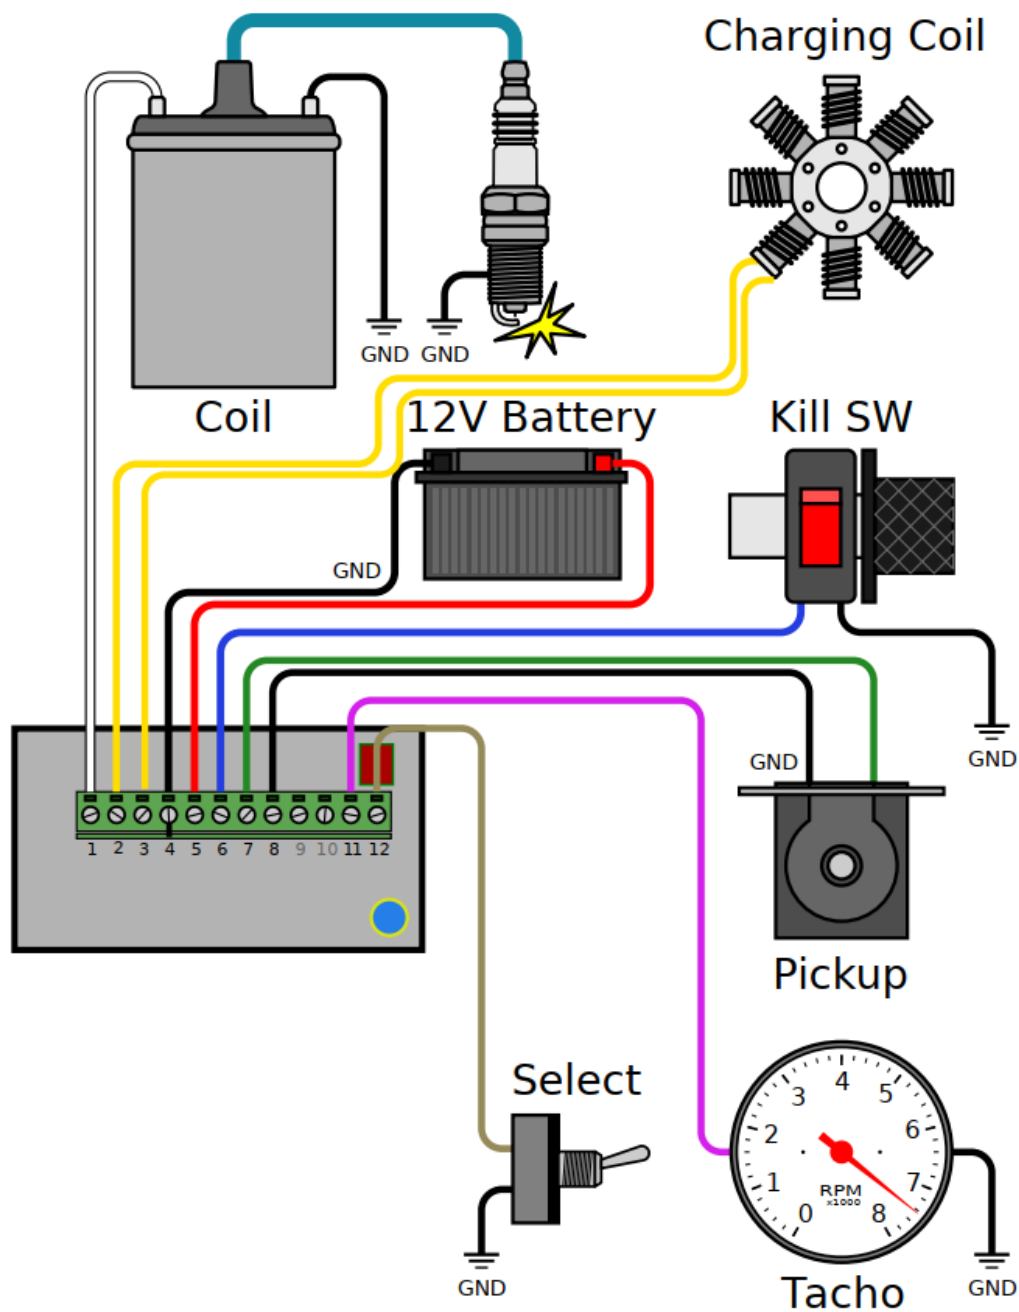 Charging Coil
GND GND
Coil
12V Battery
Kill SW
GND
GND
GND
1 2 3 4 5 6 7 8 9 10 11 12
Pickup
Select
0 1 2 3 4 5 6 7 8
RPM
x1000
GND
GND
Tacho